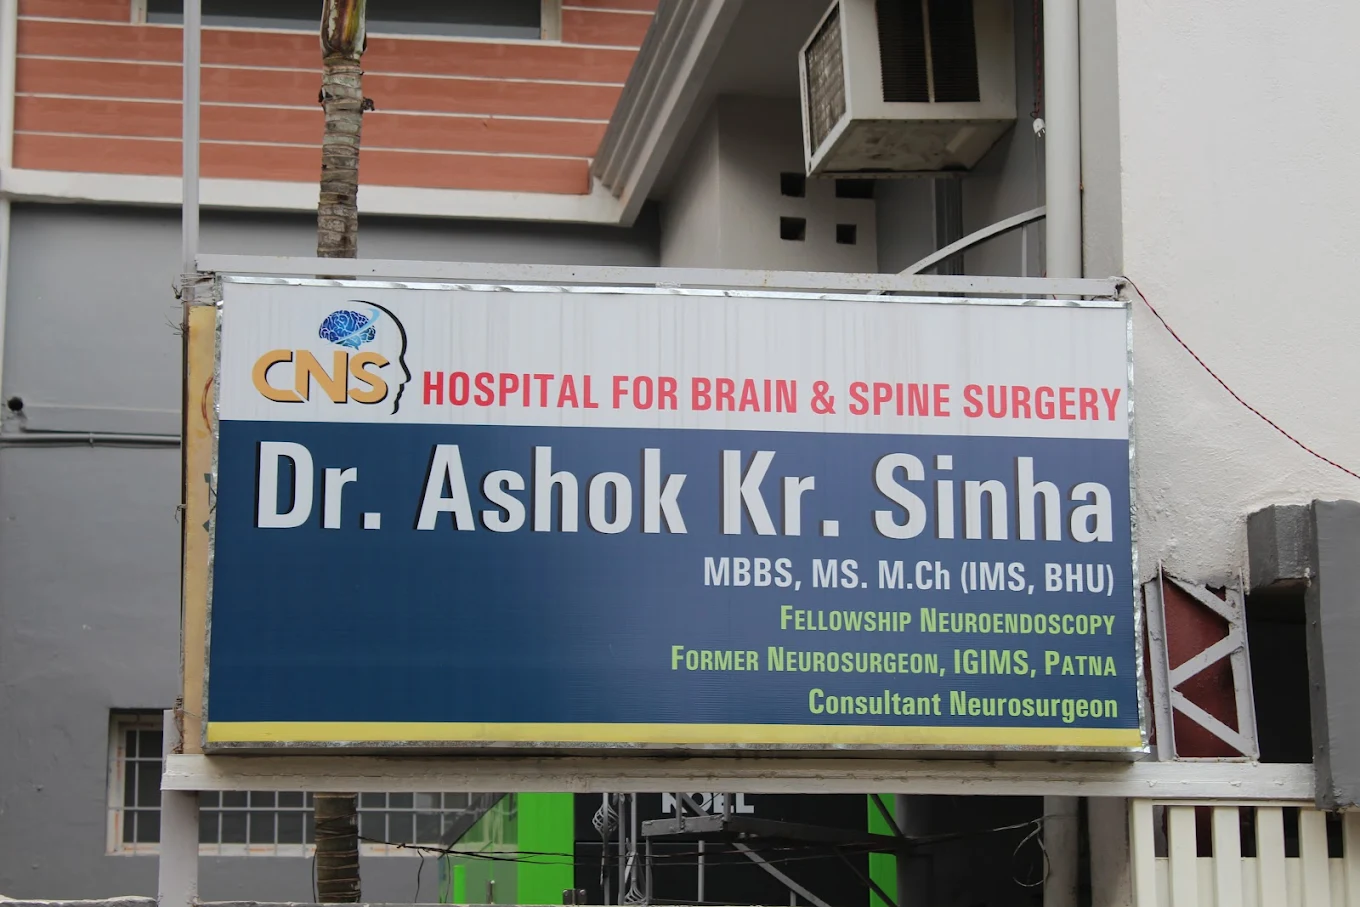 CNS
HOSPITAL FOR BRAIN & SPINE SURGERY
Dr. Ashok Kr. Sinha
MBBS, MS. M.Ch (IMS, BHU)
FELLOWSHIP NEUROENDOSCOPY
FORMER NEUROSURGEON, IGIMS, PATNA
Consultant Neurosurgeon